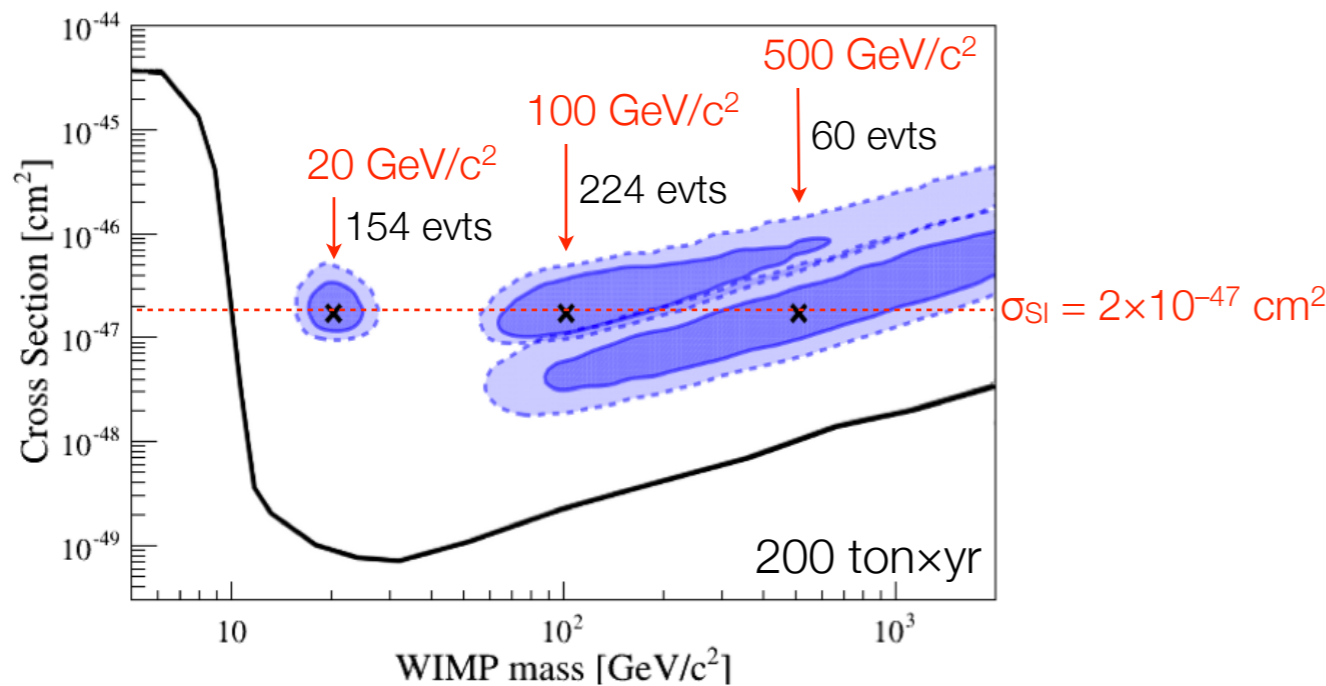 10⁻⁴⁴
10⁻⁴⁵
10⁻⁴⁶
10⁻⁴⁷
10⁻⁴⁸
10⁻⁴⁹
Cross Section [cm²]
500 GeV/c²
60 evts
100 GeV/c²
224 evts
20 GeV/c²
154 evts
σSI = 2×10⁻⁴⁷ cm²
200 ton×yr
10
10²
10³
WIMP mass [GeV/c²]